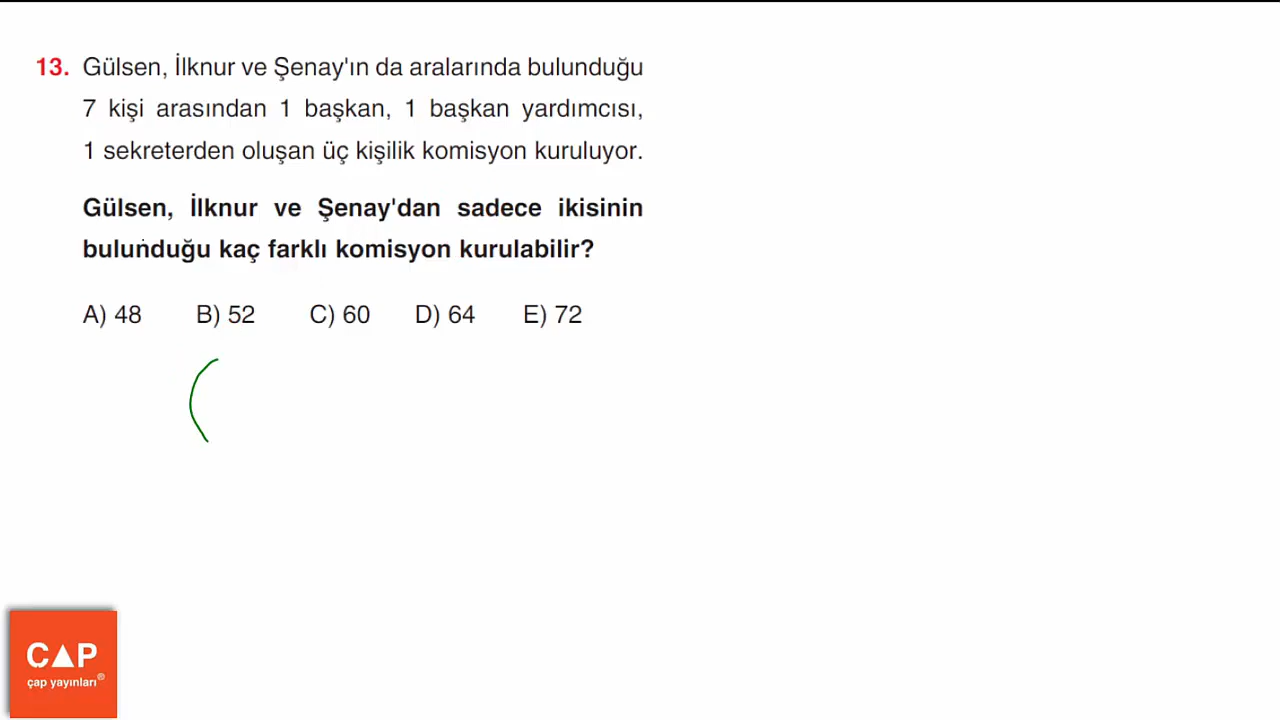 13. Gülsen, İlknur ve Şenay'ın da aralarında bulunduğu
7 kişi arasından 1 başkan, 1 başkan yardımcısı,
1 sekreterden oluşan üç kişilik komisyon kuruluyor.
Gülsen, İlknur ve Şenay'dan sadece ikisinin
bulunduğu kaç farklı komisyon kurulabilir?
A) 48 B) 52 C) 60 D) 64 E) 72
(
ÇAP
çap yayınları®